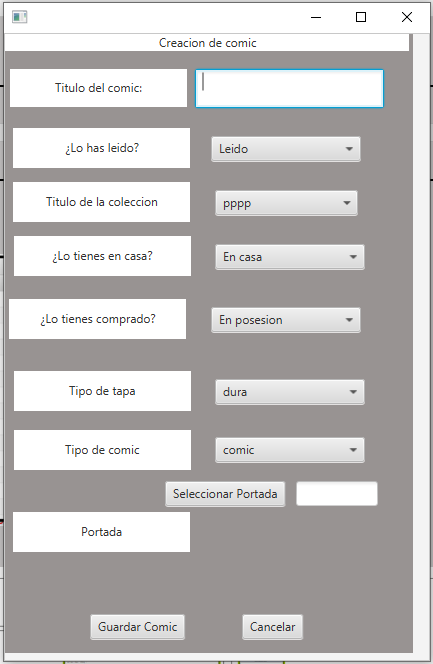 Creacion de comic
Titulo del comic:
¿Lo has leido?
Leido
Titulo de la coleccion
pppp
¿Lo tienes en casa?
En casa
¿Lo tienes comprado?
En posesion
Tipo de tapa
dura
Tipo de comic
comic
Seleccionar Portada
Portada
Guardar Comic
Cancelar